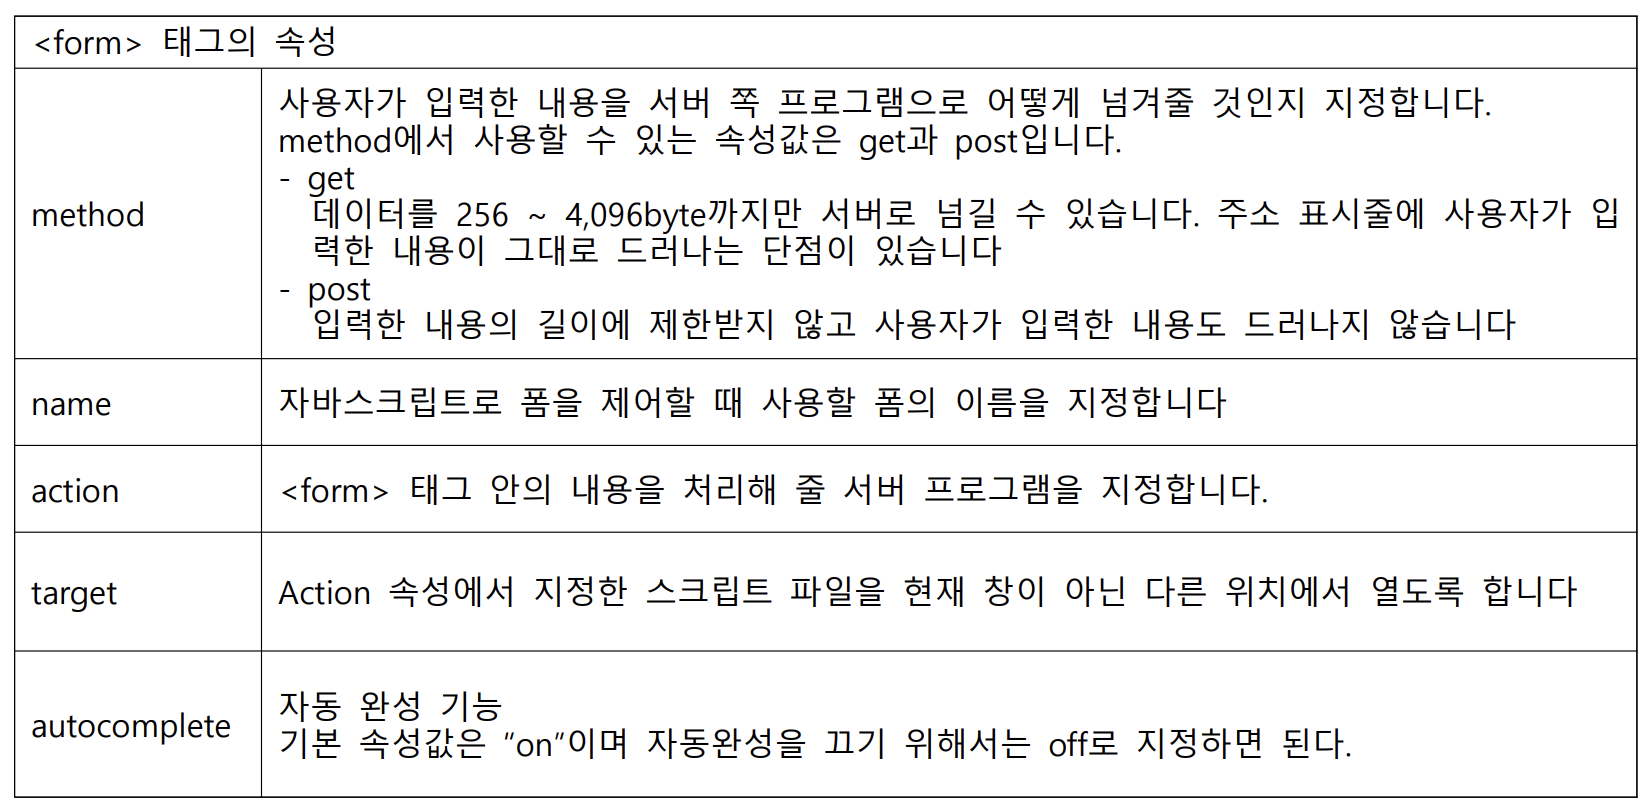 <form> 태그의 속성
method
사용자가 입력한 내용을 서버 쪽 프로그램으로 어떻게 넘겨줄 것인지 지정합니다.
method에서 사용할 수 있는 속성값은 get과 post입니다.
- get
데이터를 256 ~ 4,096byte까지만 서버로 넘길 수 있습니다. 주소 표시줄에 사용자가 입
력한 내용이 그대로 드러나는 단점이 있습니다
- post
입력한 내용의 길이에 제한받지 않고 사용자가 입력한 내용도 드러나지 않습니다
name
자바스크립트로 폼을 제어할 때 사용할 폼의 이름을 지정합니다
action
<form> 태그 안의 내용을 처리해 줄 서버 프로그램을 지정합니다.
target
Action 속성에서 지정한 스크립트 파일을 현재 창이 아닌 다른 위치에서 열도록 합니다
autocomplete
자동 완성 기능
기본 속성값은 “on”이며 자동완성을 끄기 위해서는 off로 지정하면 된다.